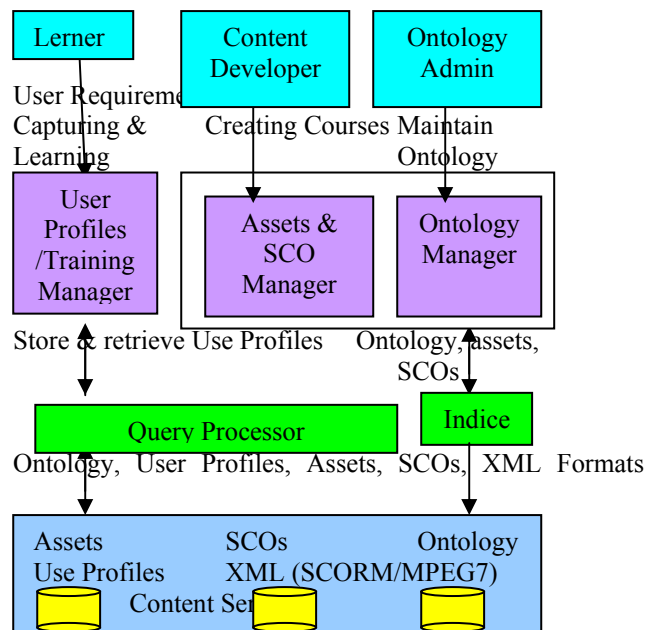 Lerner
Content
Developer
Ontology
Admin
User Requireme
Capturing &
Learning
Creating Courses
Maintain
Ontology
User
Profiles
/Training
Manager
Assets &
SCO
Manager
Ontology
Manager
Store & retrieve Use Profiles
Ontology, assets,
SCOs
Query Processor
Indice
Ontology, User Profiles, Assets, SCOs, XML Formats
Assets SCOs Ontology
Use Profiles XML (SCORM/MPEG7)
Content Ser